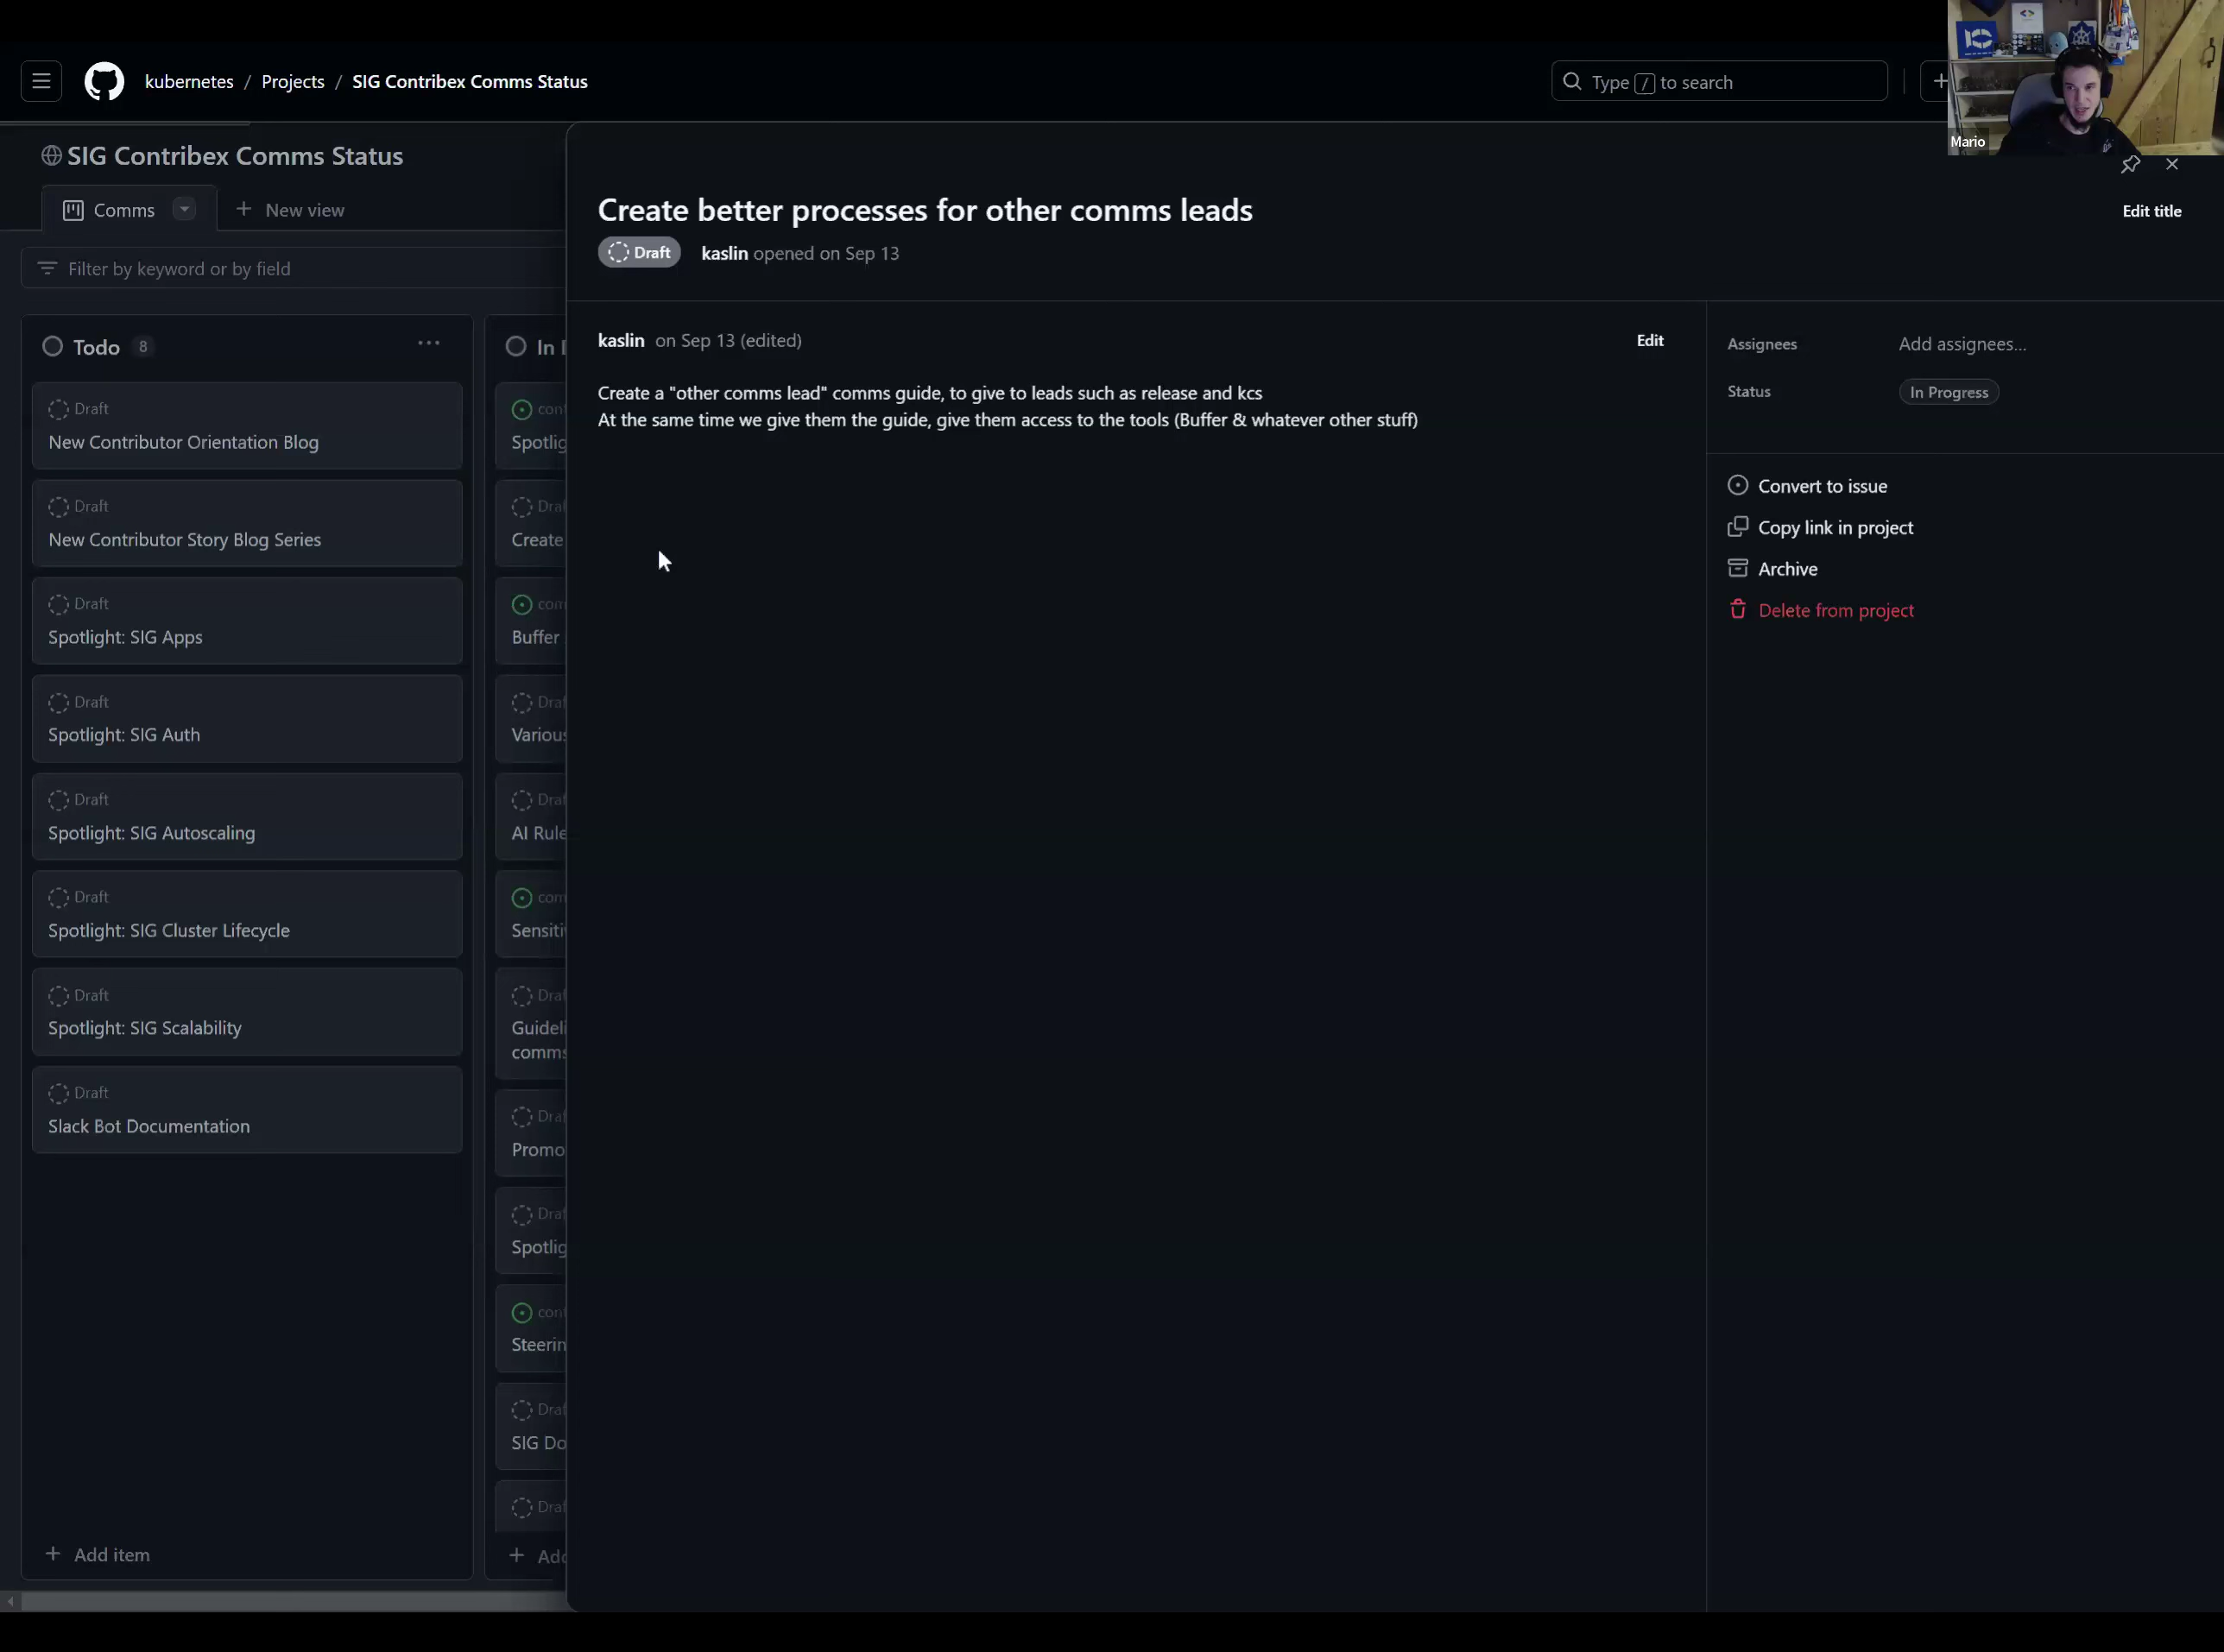 kubernetes / Projects / SIG Contribex Comms Status
Type / to search
Mario
SIG Contribex Comms Status
Comms
New view
Filter by keyword or by field
Todo 8
Draft
New Contributor Orientation Blog
Draft
New Contributor Story Blog Series
Draft
Spotlight: SIG Apps
Draft
Spotlight: SIG Auth
Draft
Spotlight: SIG Autoscaling
Draft
Spotlight: SIG Cluster Lifecycle
Draft
Spotlight: SIG Scalability
Draft
Slack Bot Documentation
Add item
In
Create
Buffer
Various
Create better processes for other comms leads
Edit title
Draft
kaslin opened on Sep 13
kaslin on Sep 13 (edited)
Edit
Create a "other comms lead" comms guide, to give to leads such as release and kcs
At the same time we give them the guide, give them access to the tools (Buffer & whatever other stuff)
Assignees
Add assignees...
Status
In Progress
Convert to issue
Copy link in project
Archive
Delete from project